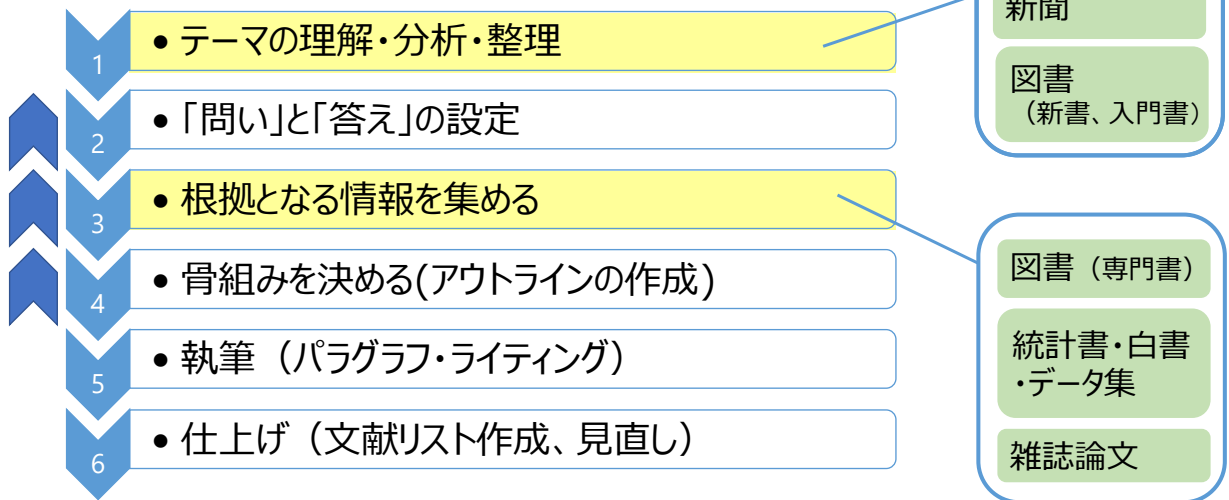 新聞
1
• テーマの理解・分析・整理
図書
（新書、入門書）
2
• 「問い」と「答え」の設定
3
• 根拠となる情報を集める
4
• 骨組みを決める(アウトラインの作成)
図書（専門書）
5
• 執筆（パラグラフ・ライティング）
統計書・白書
・データ集
6
• 仕上げ（文献リスト作成、見直し）
雑誌論文